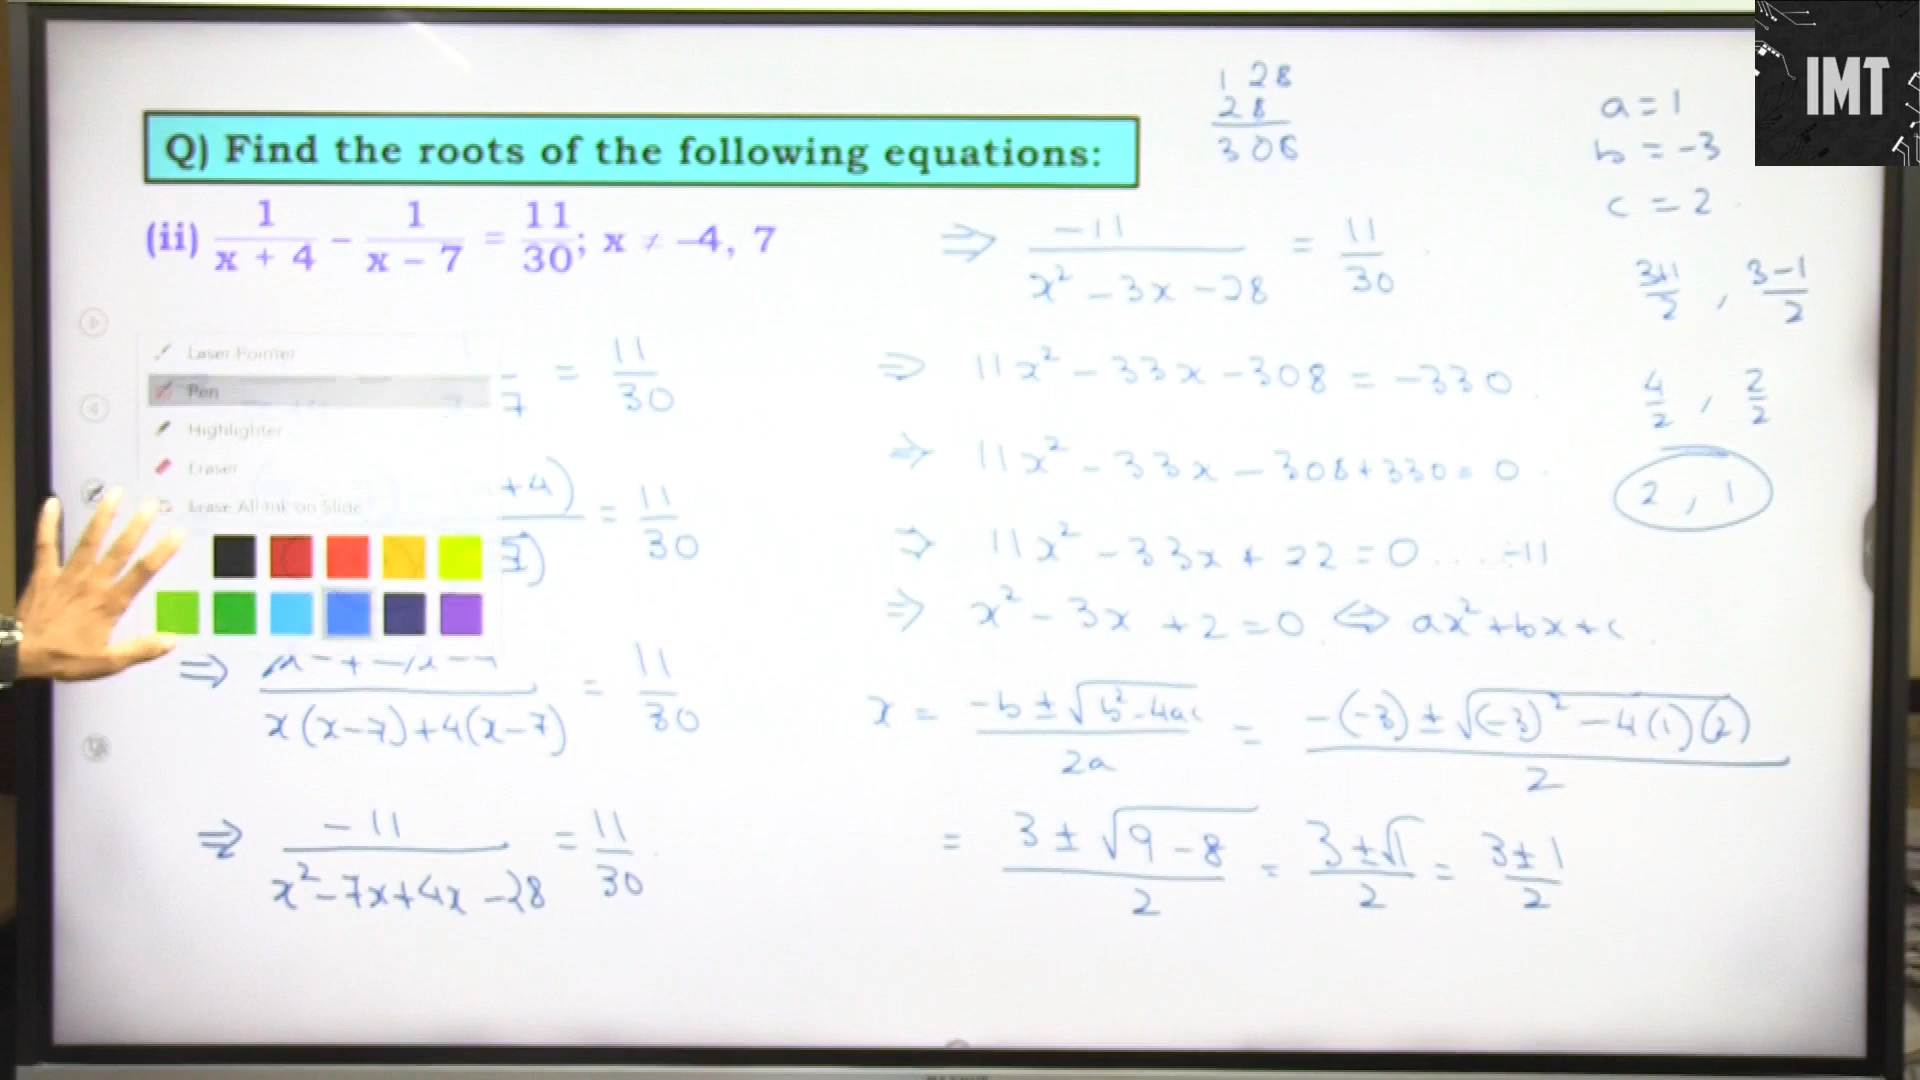 IMT
Q) Find the roots of the following equations:
(ii) 1/(x + 4) − 1/(x − 7) = 11/30; x ≠ −4, 7
Laser Pointer
Pen
Highlighter
Eraser
Erase All Ink on Slide
7 = 11/30
+4) = 11/30
⇒ / x(x−7)+4(x−7) = 11/30
⇒ −11/(x²−7x+4x−28) = 11/30
1 28
28
308
⇒ −11/(x²−3x−28) = 11/30
⇒ 11x²−33x−308 = −330
⇒ 11x²−33x−308+330=0
⇒ 11x²−33x+22=0 ... ÷11
⇒ x²−3x+2=0 ⇔ ax²+bx+c
x = (−b±√(b²−4ac))/2a = (−(−3)±√((−3)²−4(1)(2)))/2
= (3±√(9−8))/2 = (3±√1)/2 = (3±1)/2
a=1
b=−3
c=2
(3+1)/2 , (3−1)/2
4/2 , 2/2
2 , 1